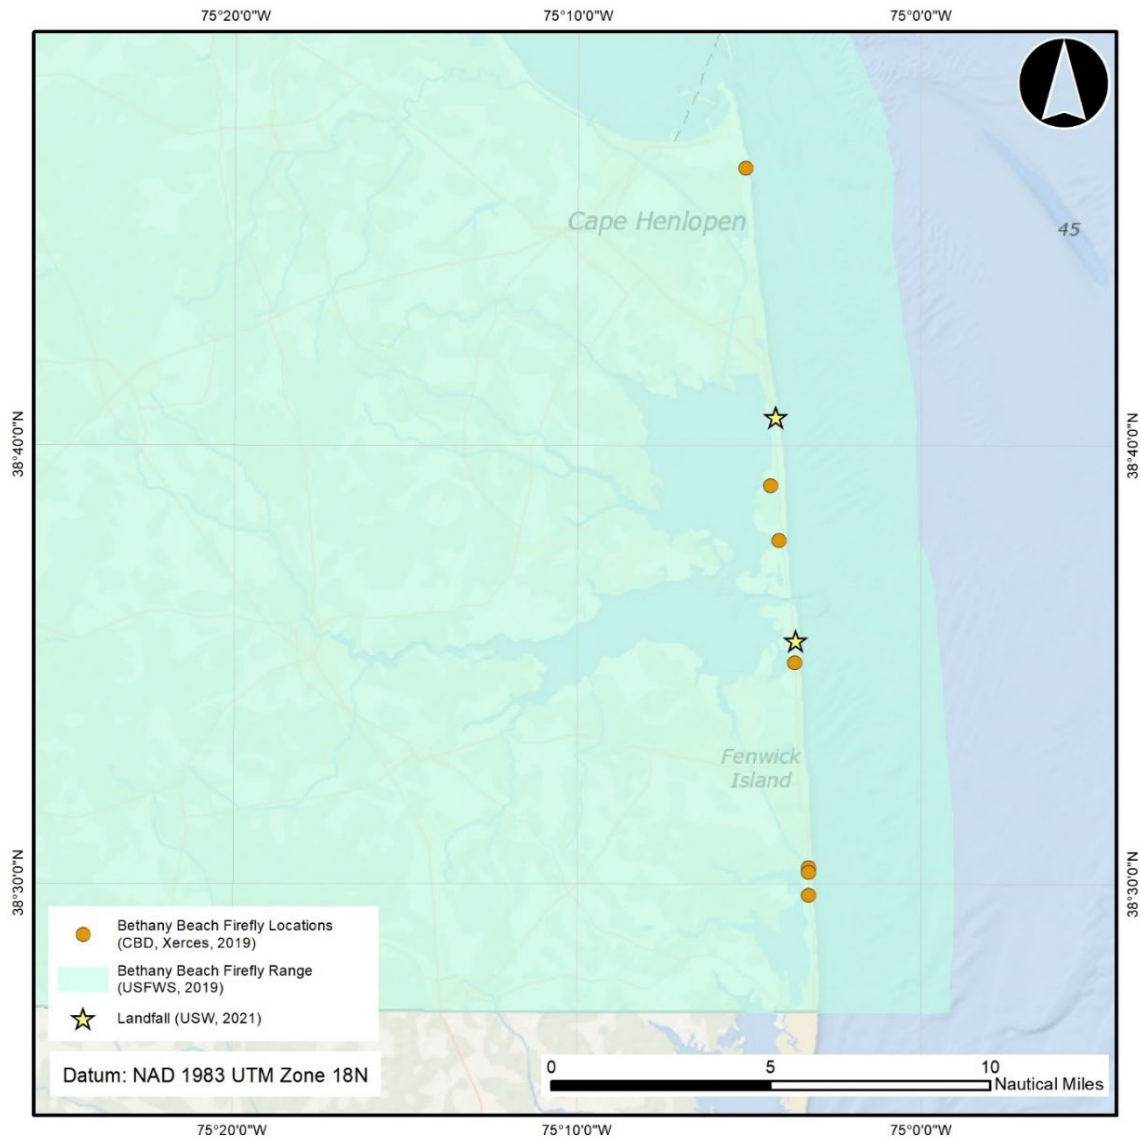 75°20'0"W 75°10'0"W 75°0'0"W
Cape Henlopen
45
38°40'0"N 38°40'0"N
Fenwick
Island
38°30'0"N 38°30'0"N
Bethany Beach Firefly Locations
(CBD, Xerces, 2019)
Bethany Beach Firefly Range
(USFWS, 2019)
Landfall (USW, 2021)
Datum: NAD 1983 UTM Zone 18N
0 5 10
Nautical Miles
75°20'0"W 75°10'0"W 75°0'0"W